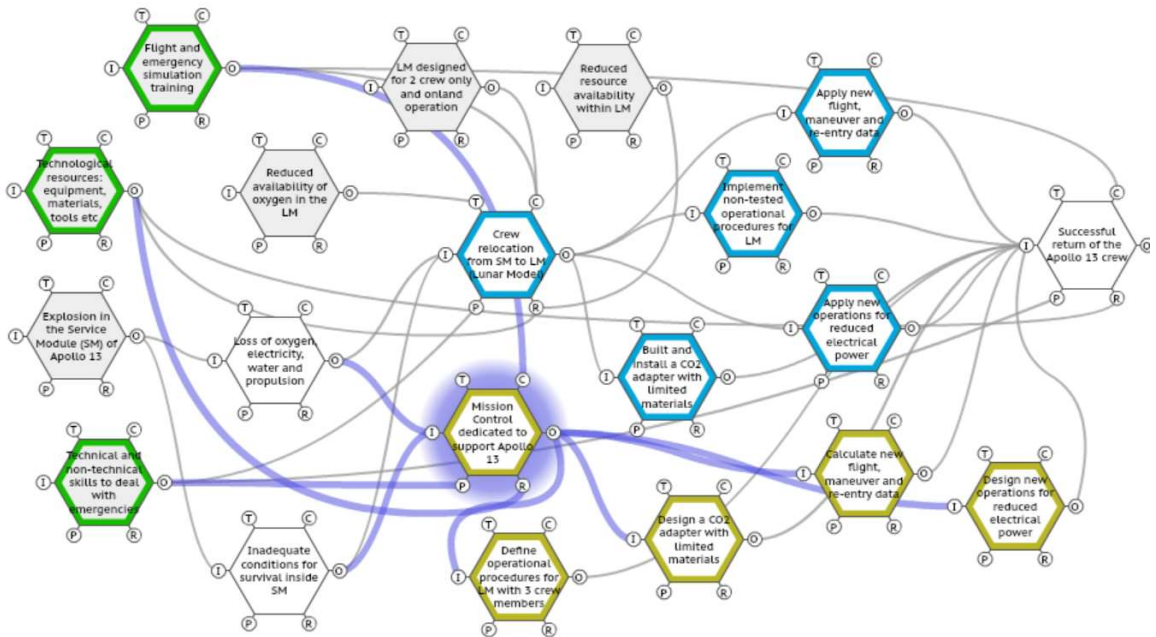 Flight and
emergency
simulation
training
T
C
I
O
P
R
LM designed
for 2 crew only
and onland
operation
T
C
I
O
P
R
Reduced
resource
availability
within LM
T
C
I
O
P
R
Apply new
flight,
maneuver and
re-entry data
T
C
I
O
P
R
Technological
resources:
equipment,
materials,
tools etc
T
C
I
O
P
R
Reduced
availability of
oxygen in the
LM
T
C
I
O
P
R
Implement
non-tested
operational
procedures for
LM
T
C
I
O
P
R
Crew
relocation
from SM to LM
(Lunar Model)
T
C
I
O
P
R
Successful
return of the
Apollo 13 crew
T
C
I
O
P
R
Explosion in
the Service
Module (SM) of
Apollo 13
T
C
I
O
P
R
Loss of oxygen,
electricity,
water and
propulsion
T
C
I
O
P
R
Apply new
operations for
reduced
electrical
power
T
C
I
O
P
R
Built and
install a CO2
adapter with
limited
materials
T
C
I
O
P
R
Mission
Control
dedicated to
support Apollo
13
T
C
I
O
P
R
Technical and
non-technical
skills to deal
with
emergencies
T
C
I
O
P
R
Calculate new
flight,
maneuver and
re-entry data
T
C
I
O
P
R
Design new
operations for
reduced
electrical
power
T
C
I
O
P
R
Design a CO2
adapter with
limited
materials
T
C
I
O
P
R
Inadequate
conditions for
survival inside
SM
T
C
I
O
P
R
Define
operational
procedures for
LM with 3 crew
members
T
C
I
O
P
R